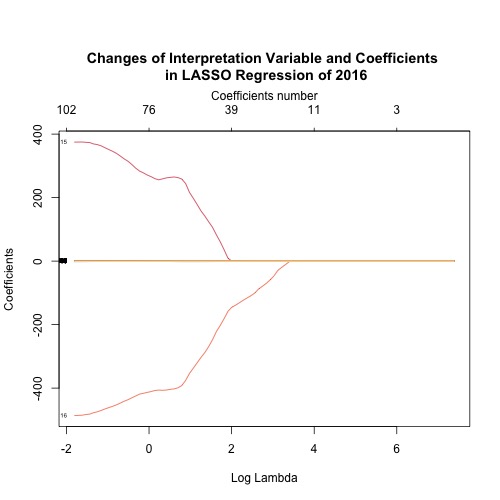 Changes of Interpretation Variable and Coefficients
in LASSO Regression of 2016
Coefficients number
102 76 39 11 3
400
200
0
-200
-400
Coefficients
15
16
-2 0 2 4 6
Log Lambda